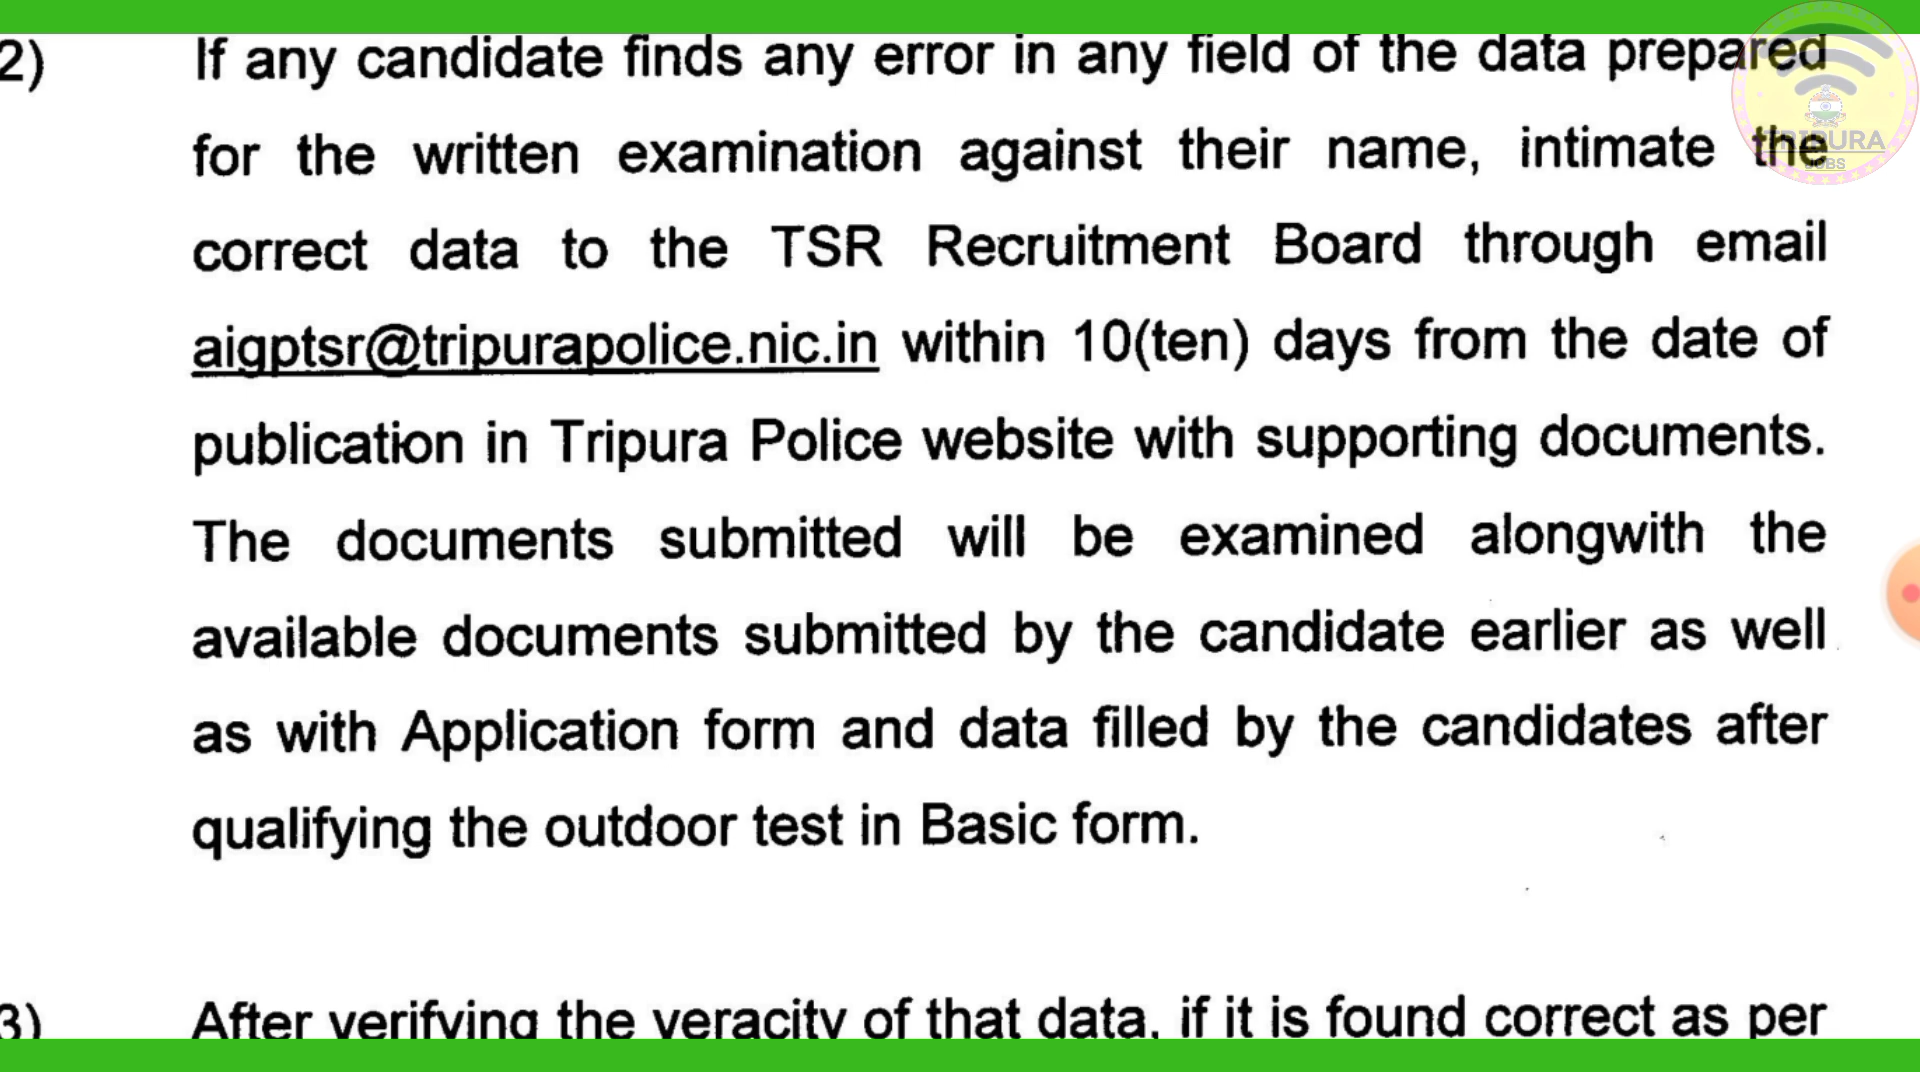 2) If any candidate finds any error in any field of the data prepared
for the written examination against their name, intimate the
correct data to the TSR Recruitment Board through email
aigptsr@tripurapolice.nic.in within 10(ten) days from the date of
publication in Tripura Police website with supporting documents.
The documents submitted will be examined alongwith the
available documents submitted by the candidate earlier as well
as with Application form and data filled by the candidates after
qualifying the outdoor test in Basic form.
3) After verifying the veracity of that data, if it is found correct as per
TRIPURA
JOBS